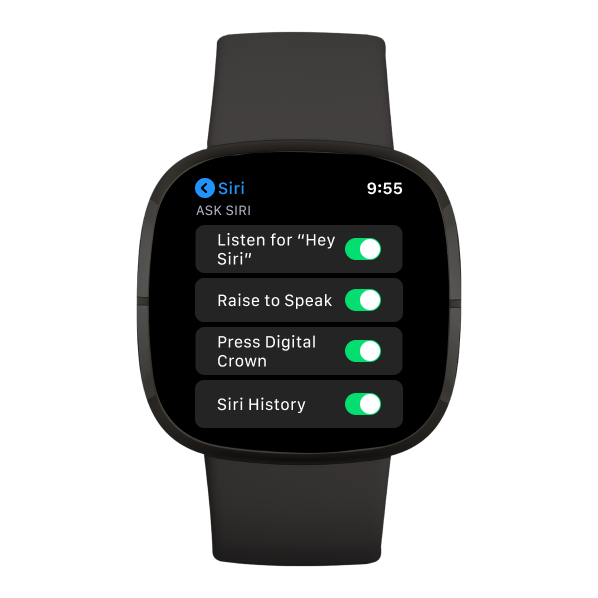 Siri
9:55
ASK SIRI
Listen for “Hey
Siri”
Raise to Speak
Press Digital
Crown
Siri History